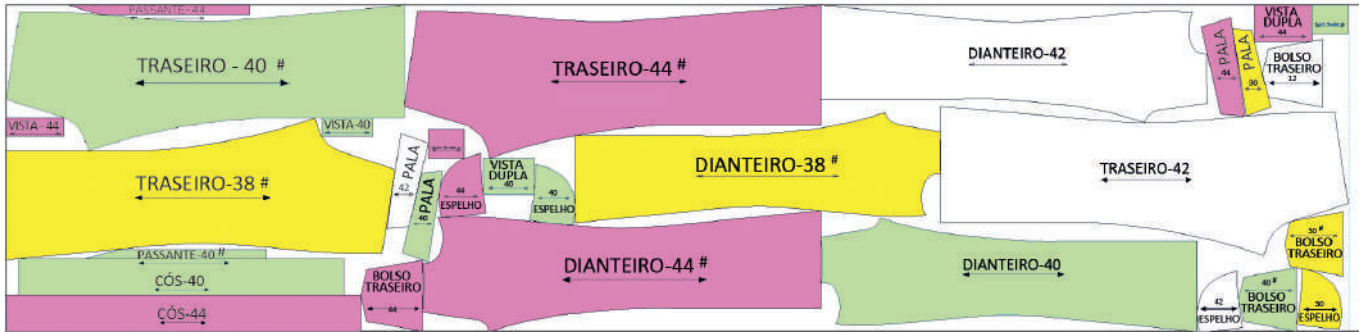 PASSANTE-44
TRASEIRO - 40 #
TRASEIRO-44 #
DIANTEIRO-42
PALA
44
PALA
30
VISTA
DUPLA
44
BOLSO
TRASEIRO
12
VISTA - 44
VISTA-40
TRASEIRO-38 #
PALA
42
PALA
40
44
ESPELHO
VISTA
DUPLA
40
40
ESPELHO
DIANTEIRO-38 #
TRASEIRO-42
PASSANTE-40 #
CÓS-40
CÓS-44
BOLSO
TRASEIRO
44
DIANTEIRO-44 #
DIANTEIRO-40
30 #
BOLSO
TRASEIRO
42
ESPELHO
40 #
BOLSO
TRASEIRO
30
ESPELHO